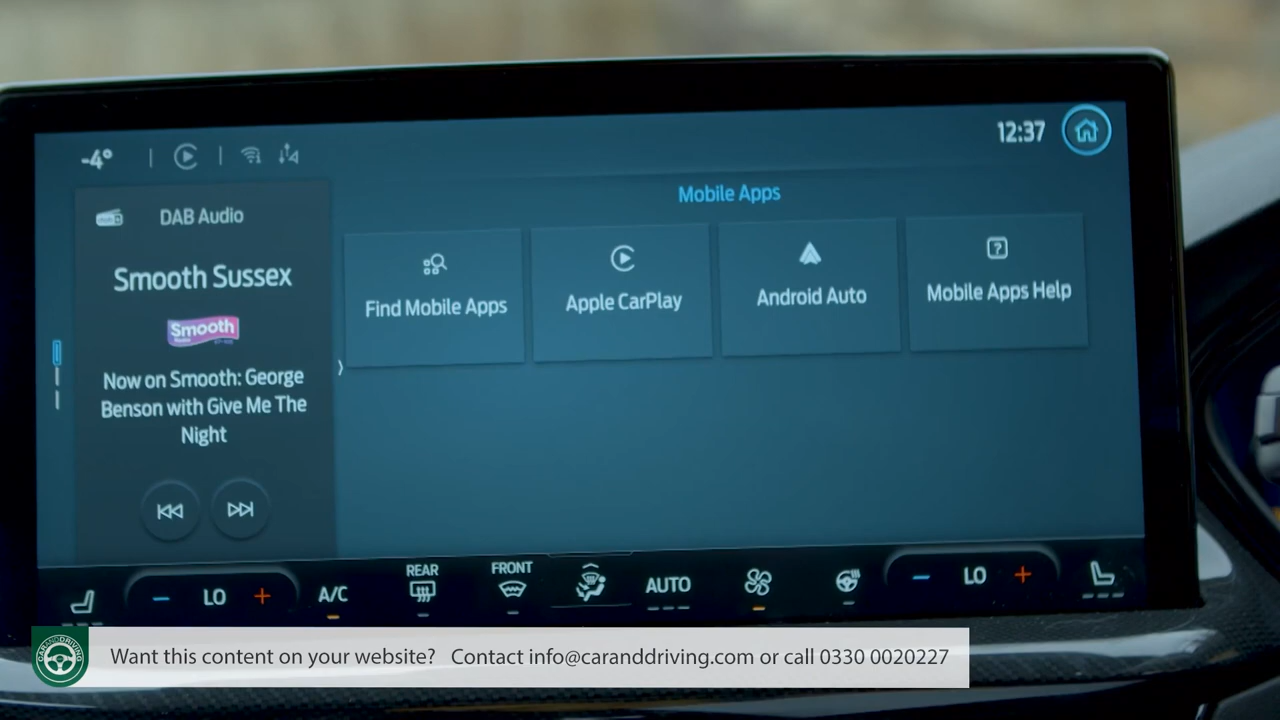 -4°
12:37
DAB Audio
Smooth Sussex
Smooth
Now on Smooth: George
Benson with Give Me The
Night
Mobile Apps
Find Mobile Apps
Apple CarPlay
Android Auto
Mobile Apps Help
LO
A/C
REAR
FRONT
AUTO
LO
CARANDDRIVING
Want this content on your website? Contact info@caranddriving.com or call 0330 0020227